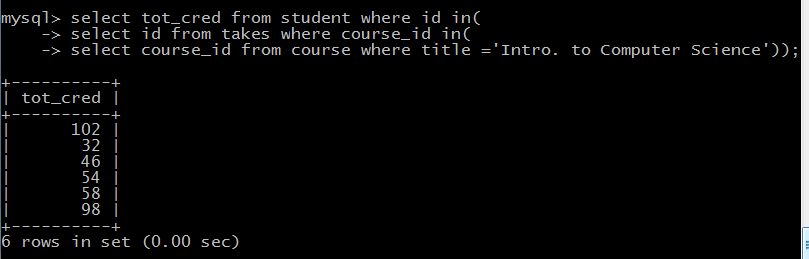 mysql> select tot_cred from student where id in(
    -> select id from takes where course_id in(
    -> select course_id from course where title ='Intro. to Computer Science'));
+----------+
| tot_cred |
+----------+
|      102 |
|       32 |
|       46 |
|       54 |
|       58 |
|       98 |
+----------+
6 rows in set (0.00 sec)